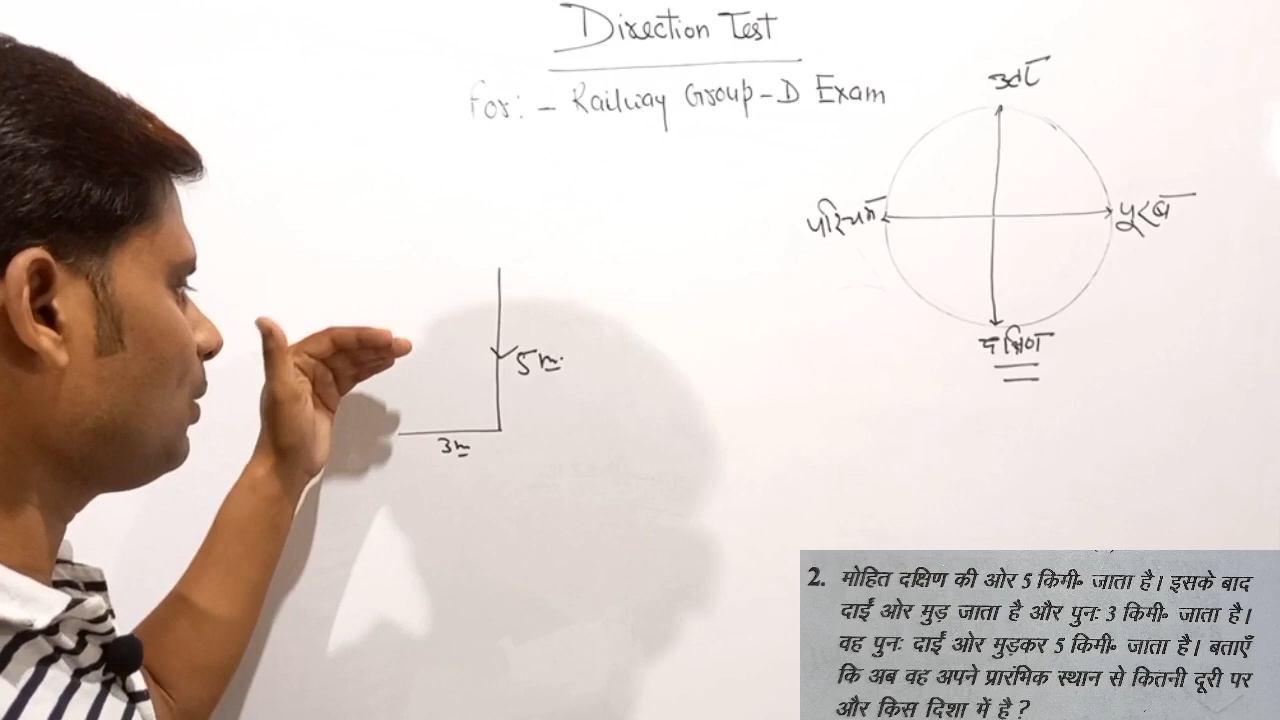 Direction Test
For: - Railway Group-D Exam
उत्तर
पश्चिम
पूरब
दक्षिण
5 m.
3m
2. मोहित दक्षिण की ओर 5 किमी॰ जाता है। इसके बाद
दाईं ओर मुड़ जाता है और पुनः 3 किमी॰ जाता है।
वह पुनः दाईं ओर मुड़कर 5 किमी॰ जाता है। बताएँ
कि अब वह अपने प्रारंमिक स्थान से कितनी दूरी पर
और किस दिशा में है?